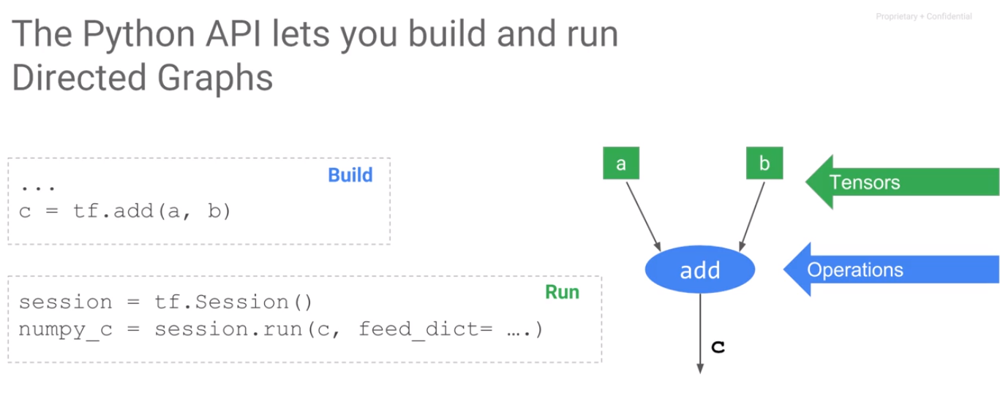 Proprietary + Confidential
The Python API lets you build and run
Directed Graphs
Build
...
c = tf.add(a, b)
Run
session = tf.Session()
numpy_c = session.run(c, feed_dict= ….)
a
b
Tensors
add
Operations
c